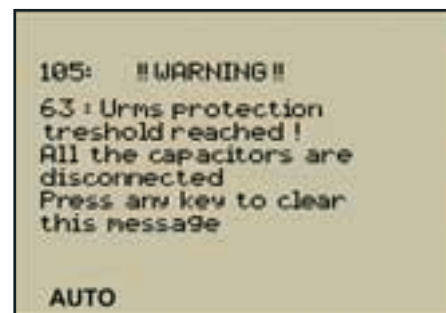 105: !!WARNING!!
63 : Urms protection
treshold reached !
All the capacitors are
disconnected
Press any key to clear
this message
AUTO